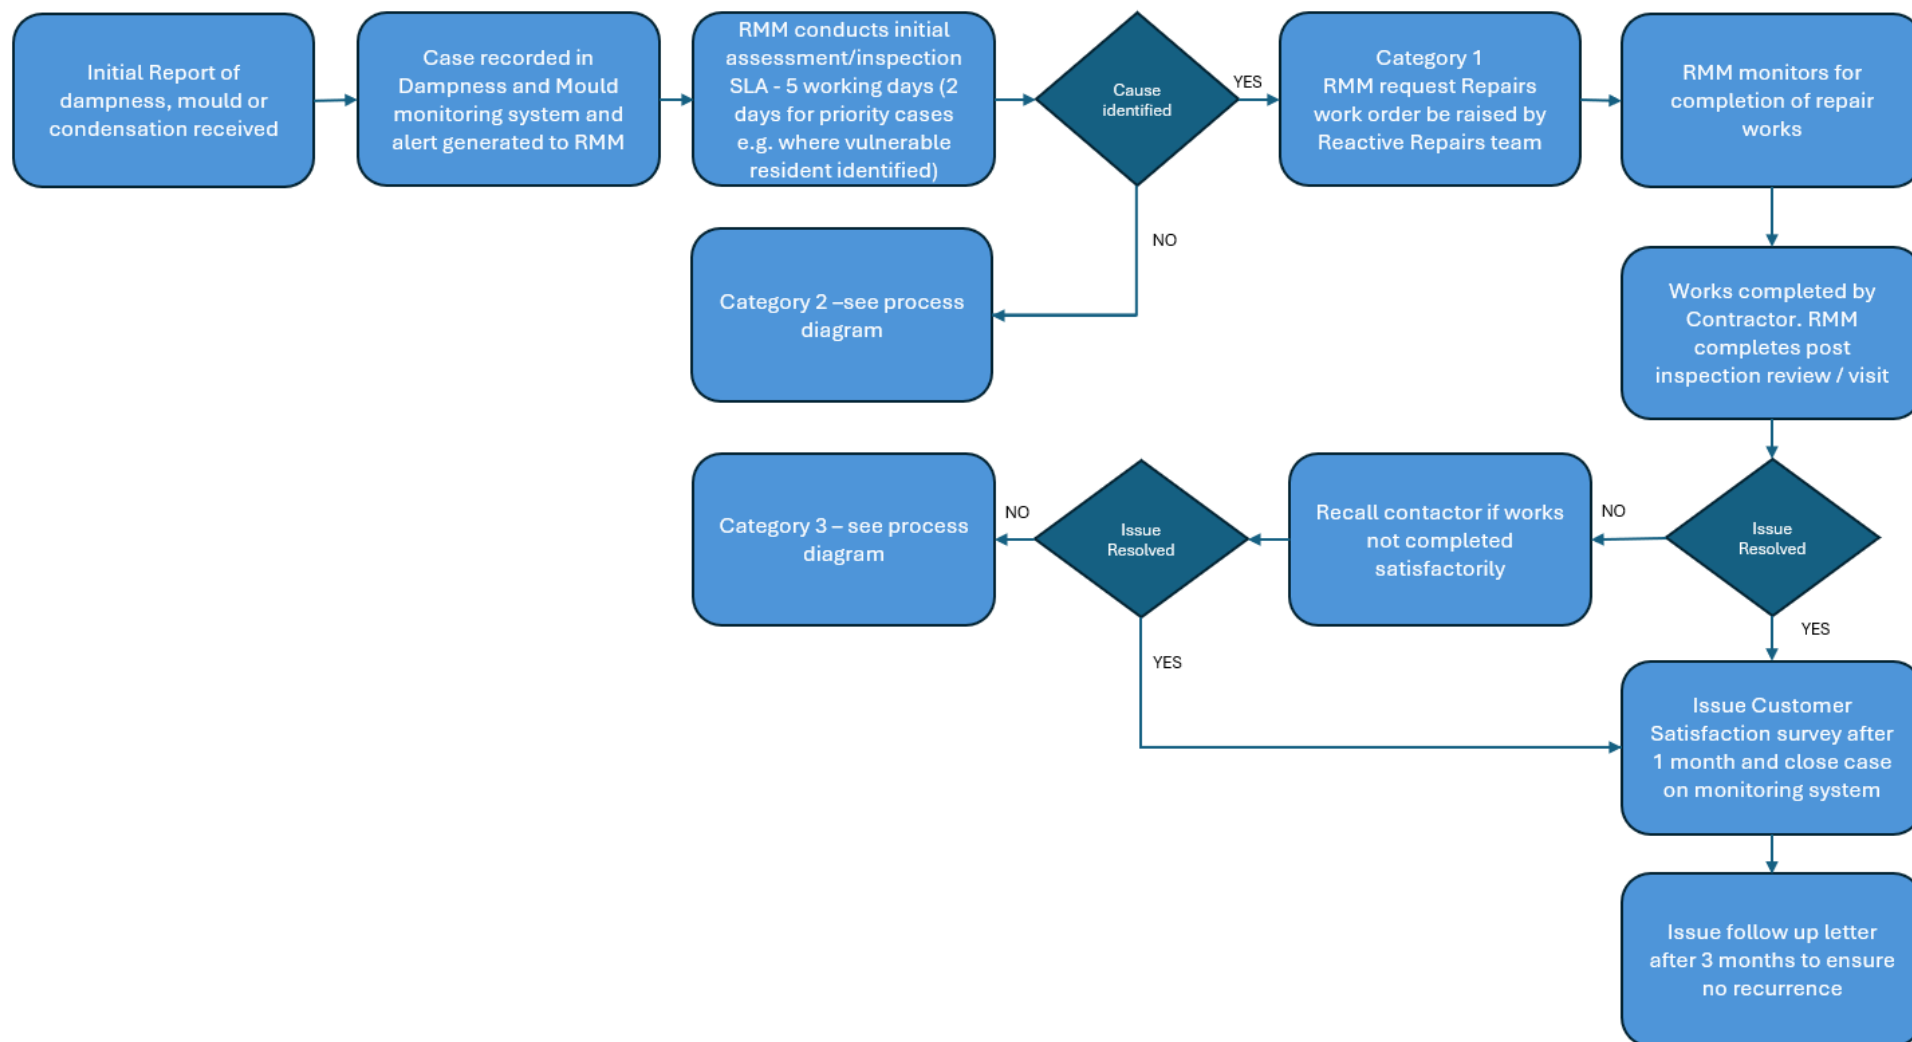 Initial Report of
dampness, mould or
condensation received
Case recorded in
Dampness and Mould
monitoring system and
alert generated to RMM
RMM conducts initial
assessment/inspection
SLA - 5 working days (2
days for priority cases
e.g. where vulnerable
resident identified)
Cause
identified
YES
Category 1
RMM request Repairs
work order be raised by
Reactive Repairs team
RMM monitors for
completion of repair
works
NO
Category 2 –see process
diagram
Works completed by
Contractor. RMM
completes post
inspection review / visit
Issue
Resolved
NO
Recall contactor if works
not completed
satisfactorily
Issue
Resolved
NO
Category 3 – see process
diagram
YES
YES
Issue Customer
Satisfaction survey after
1 month and close case
on monitoring system
Issue follow up letter
after 3 months to ensure
no recurrence